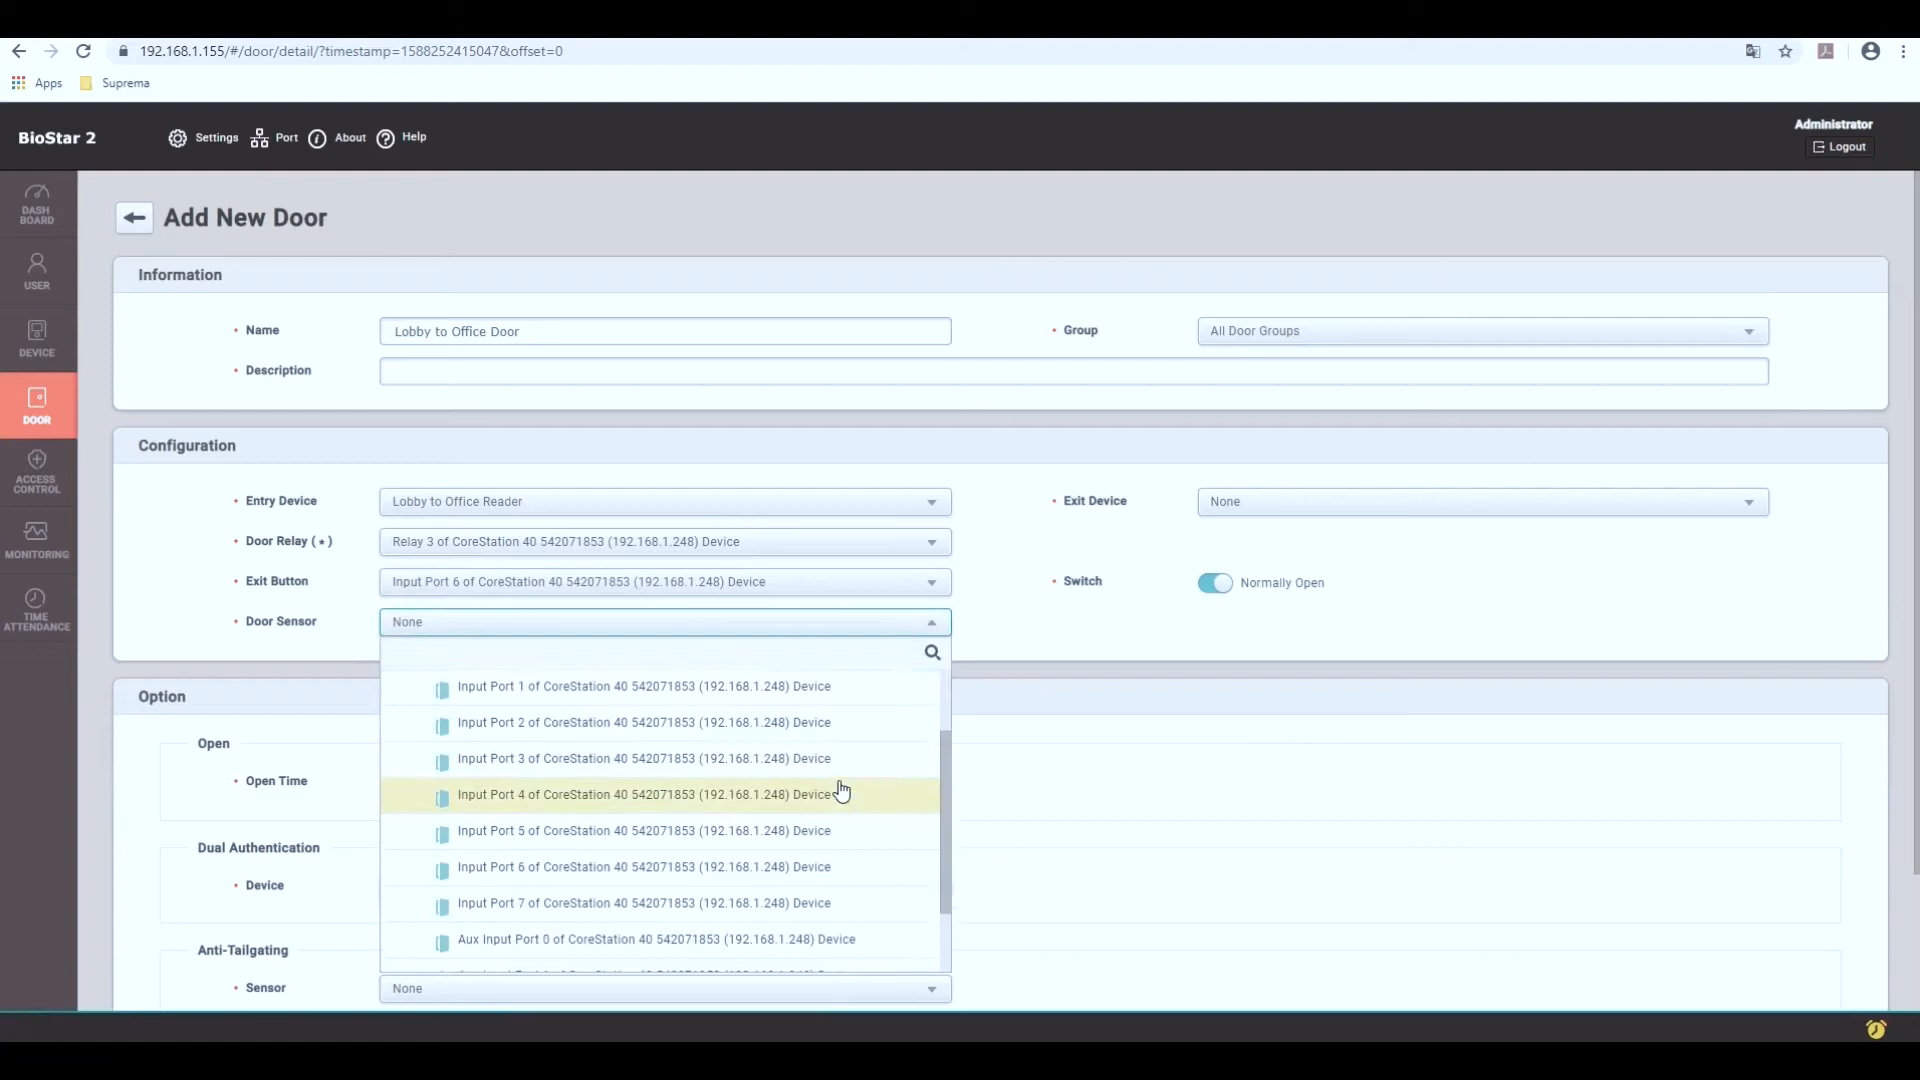 192.168.1.155/#/door/detail/?timestamp=1588252415047&offset=0
Apps Suprema
BioStar 2 Settings Port About Help
Administrator
Logout
DASH
BOARD
USER
DEVICE
DOOR
ACCESS
CONTROL
MONITORING
TIME
ATTENDANCE
Add New Door
Information
• Name Lobby to Office Door • Group All Door Groups
• Description
Configuration
• Entry Device Lobby to Office Reader • Exit Device None
• Door Relay (*) Relay 3 of CoreStation 40 542071853 (192.168.1.248) Device
• Exit Button Input Port 6 of CoreStation 40 542071853 (192.168.1.248) Device • Switch Normally Open
• Door Sensor None
Input Port 1 of CoreStation 40 542071853 (192.168.1.248) Device
Input Port 2 of CoreStation 40 542071853 (192.168.1.248) Device
Input Port 3 of CoreStation 40 542071853 (192.168.1.248) Device
Input Port 4 of CoreStation 40 542071853 (192.168.1.248) Device
Input Port 5 of CoreStation 40 542071853 (192.168.1.248) Device
Input Port 6 of CoreStation 40 542071853 (192.168.1.248) Device
Input Port 7 of CoreStation 40 542071853 (192.168.1.248) Device
Aux Input Port 0 of CoreStation 40 542071853 (192.168.1.248) Device
Option
Open
• Open Time
Dual Authentication
• Device
Anti-Tailgating
• Sensor None